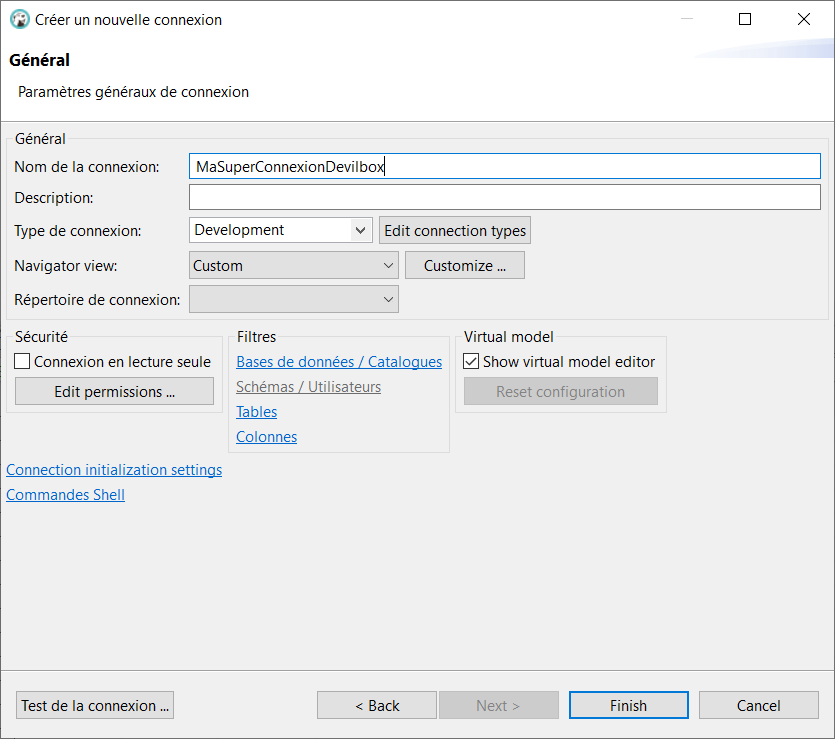 Créer un nouvelle connexion
Général
Paramètres généraux de connexion
Général
Nom de la connexion: MaSuperConnexionDevilbox
Description:
Type de connexion: Development Edit connection types
Navigator view: Custom Customize ...
Répertoire de connexion:
Sécurité Filtres Virtual model
Connexion en lecture seule Bases de données / Catalogues Show virtual model editor
Edit permissions ... Schémas / Utilisateurs Reset configuration
Tables
Colonnes
Connection initialization settings
Commandes Shell
Test de la connexion ... < Back Next > Finish Cancel